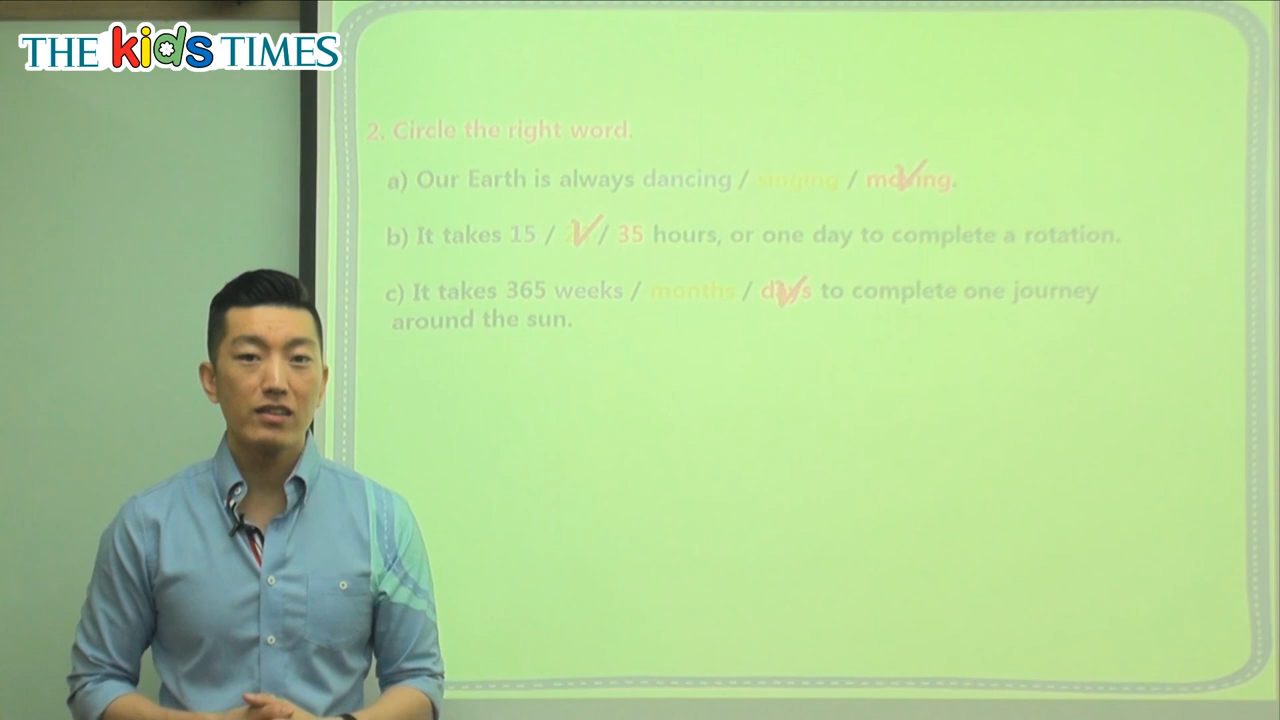 THE kids TIMES
2. Circle the right word.
a) Our Earth is always dancing / singing / moving.
b) It takes 15 / / 35 hours, or one day to complete a rotation.
c) It takes 365 weeks / months / days to complete one journey
around the sun.